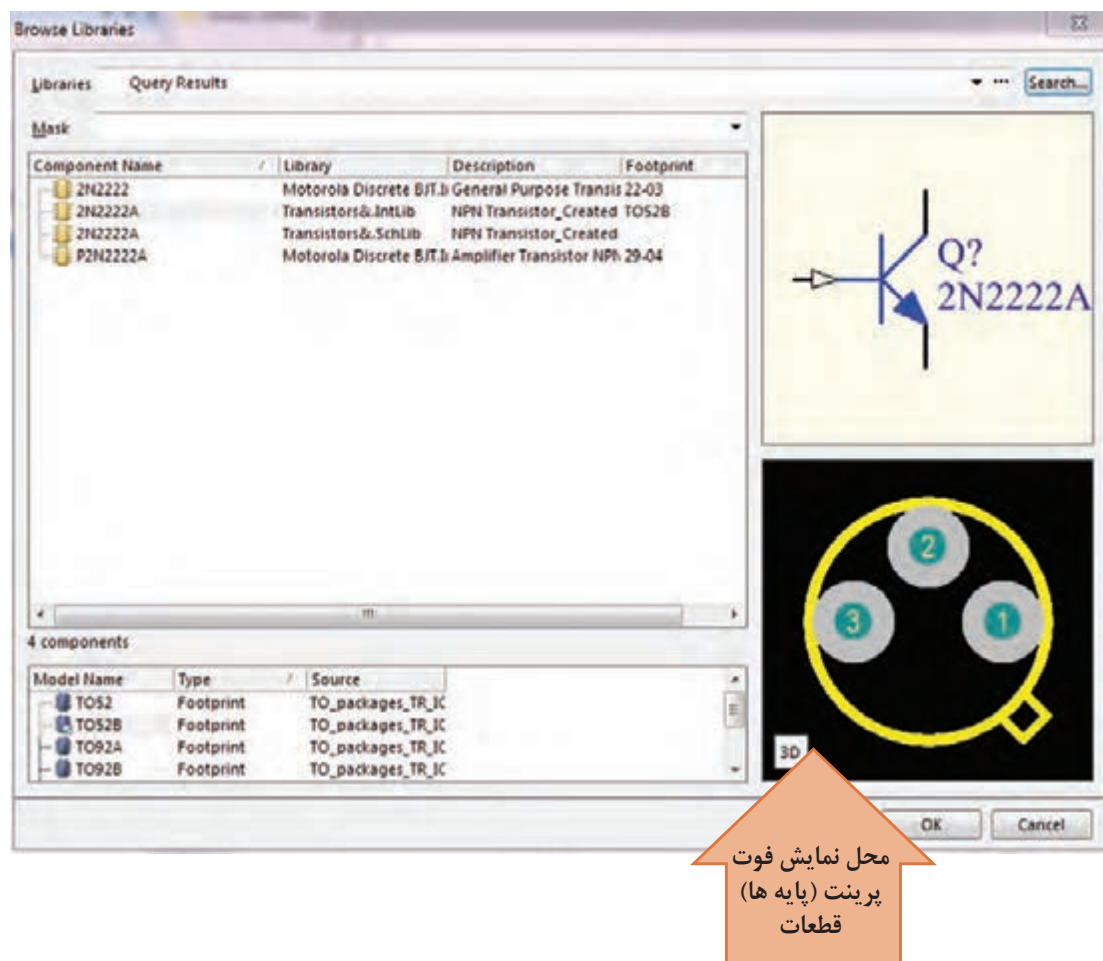 Browse Libraries
Libraries Query Results ... Search...
Mask
Component Name / Library Description Footprint
2N2222 Motorola Discrete BJT.I General Purpose Transis 22-03
2N2222A Transistors&.IntLib NPN Transistor_Created TO52B
2N2222A Transistors&.SchLib NPN Transistor_Created
P2N2222A Motorola Discrete BJT.I Amplifier Transistor NPN 29-04
Q?
2N2222A
4 components
Model Name Type / Source
TO52 Footprint TO_packages_TR_IC
TO52B Footprint TO_packages_TR_IC
TO92A Footprint TO_packages_TR_IC
TO92B Footprint TO_packages_TR_IC
2
3 1
3D
OK Cancel
محل نمایش فوت
پرینت (پایه ها)
قطعات